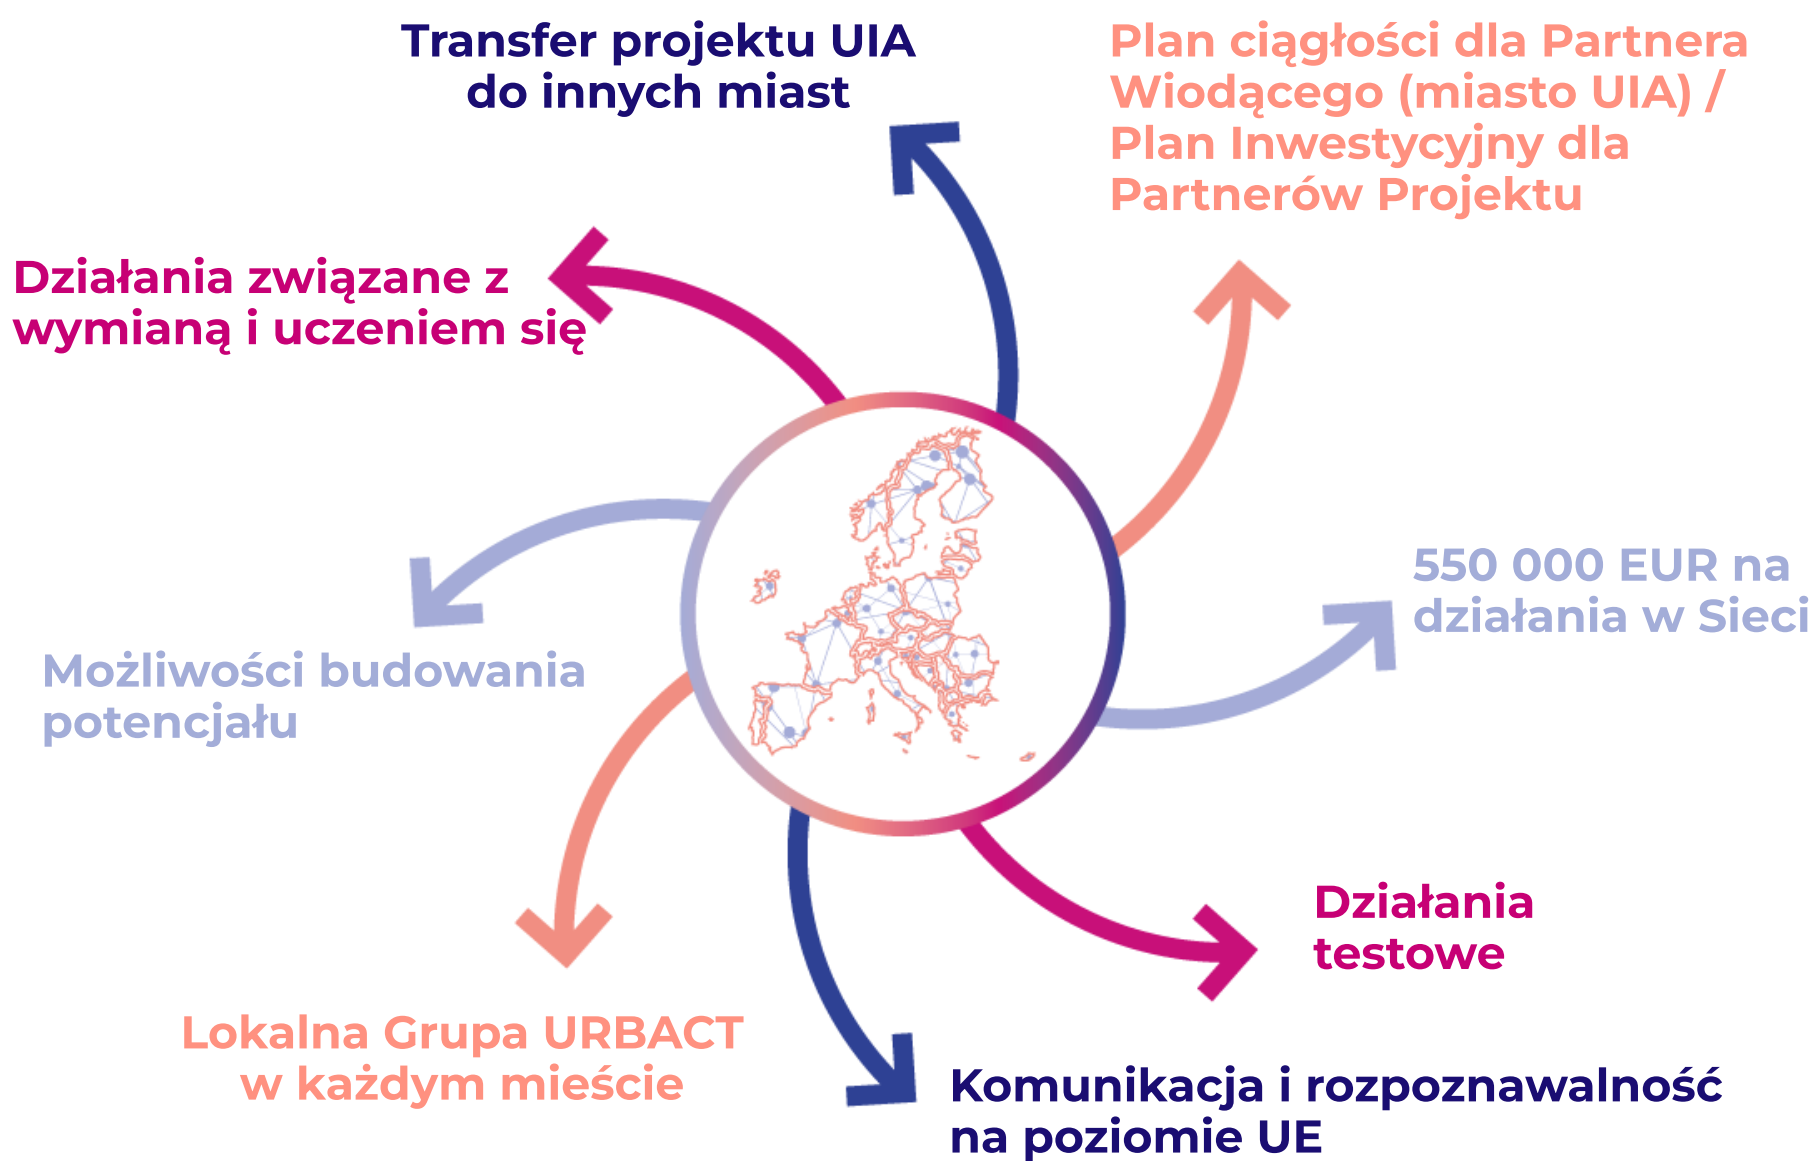 Transfer projektu UIA
do innych miast
Plan ciągłości dla Partnera
Wiodącego (miasto UIA) /
Plan Inwestycyjny dla
Partnerów Projektu
Działania związane z
wymianą i uczeniem się
550 000 EUR na
działania w Sieci
Możliwości budowania
potencjału
Działania
testowe
Lokalna Grupa URBACT
w każdym mieście
Komunikacja i rozpoznawalność
na poziomie UE